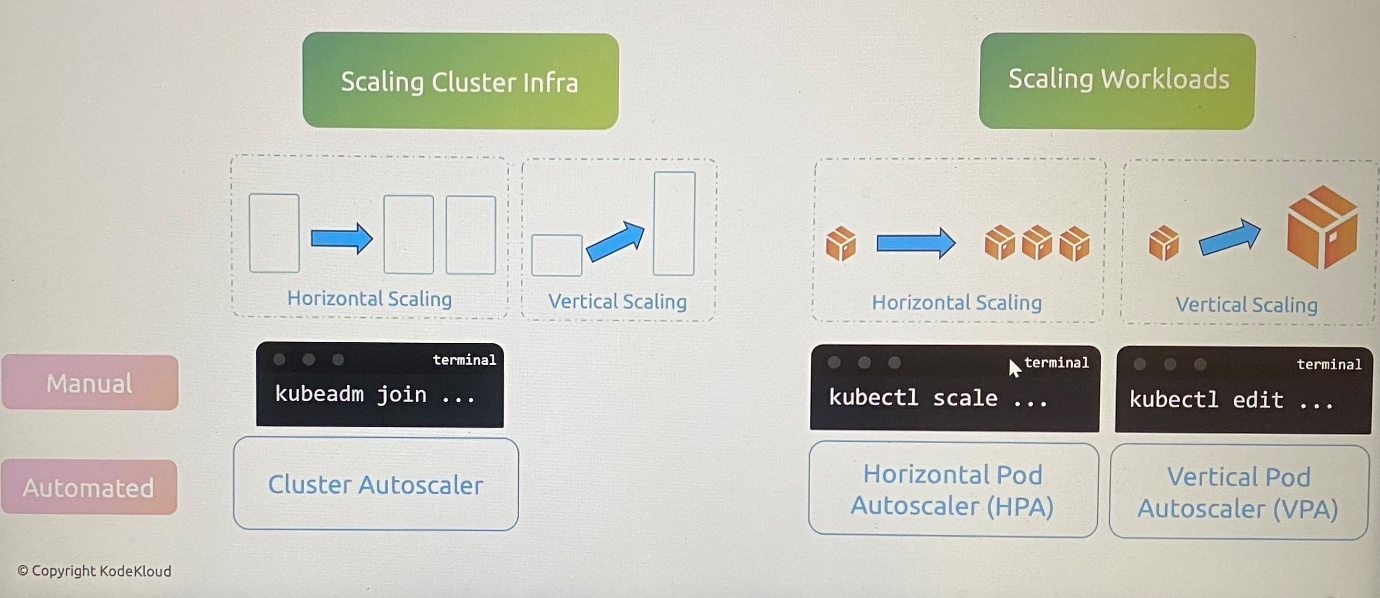 Scaling Cluster Infra
Scaling Workloads
Horizontal Scaling
Vertical Scaling
Horizontal Scaling
Vertical Scaling
Manual
terminal
kubeadm join ...
terminal
kubectl scale ...
terminal
kubectl edit ...
Automated
Cluster Autoscaler
Horizontal Pod
Autoscaler (HPA)
Vertical Pod
Autoscaler (VPA)
© Copyright KodeKloud